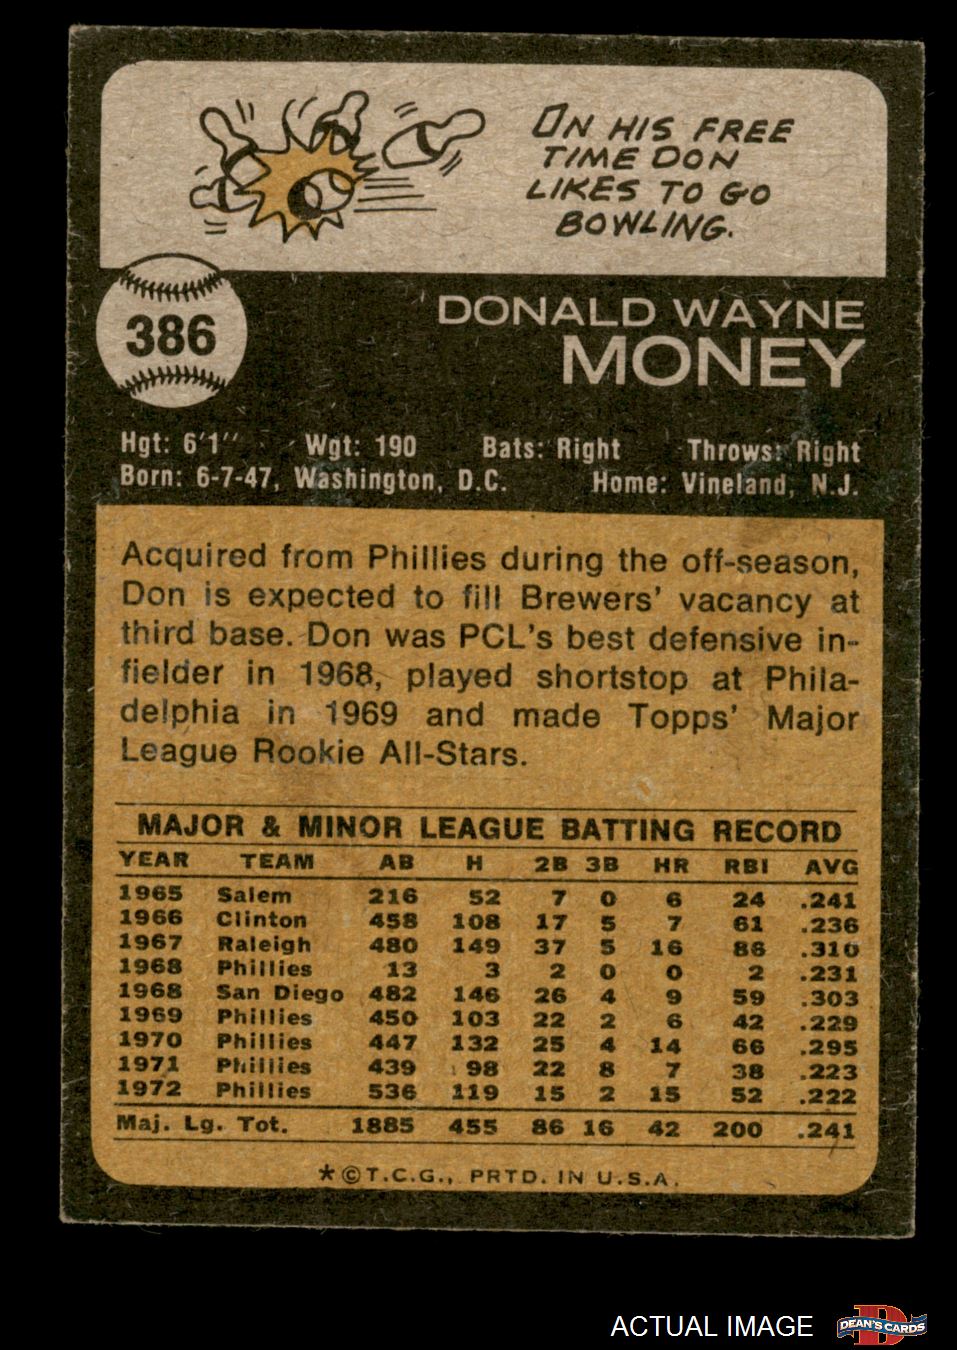 ON HIS FREE
TIME DON
LIKES TO GO
BOWLING.
386
DONALD WAYNE
MONEY
Hgt: 6'1" Wgt: 190 Bats: Right Throws: Right
Born: 6-7-47, Washington, D.C. Home: Vineland, N.J.
Acquired from Phillies during the off-season,
Don is expected to fill Brewers' vacancy at
third base. Don was PCL's best defensive in-
fielder in 1968, played shortstop at Phila-
delphia in 1969 and made Topps' Major
League Rookie All-Stars.
MAJOR & MINOR LEAGUE BATTING RECORD
YEAR TEAM AB H 2B 3B HR RBI AVG
1965 Salem 216 52 7 0 6 24 .241
1966 Clinton 458 108 17 5 7 61 .236
1967 Raleigh 480 149 37 5 16 86 .310
1968 Phillies 13 3 2 0 0 2 .231
1968 San Diego 482 146 26 4 9 59 .303
1969 Phillies 450 103 22 2 6 42 .229
1970 Phillies 447 132 25 4 14 66 .295
1971 Phillies 439 98 22 8 7 38 .223
1972 Phillies 536 119 15 2 15 52 .222
Maj. Lg. Tot. 1885 455 86 16 42 200 .241
*©T.C.G., PRTD. IN U.S.A.
ACTUAL IMAGE
DEAN'S CARDS